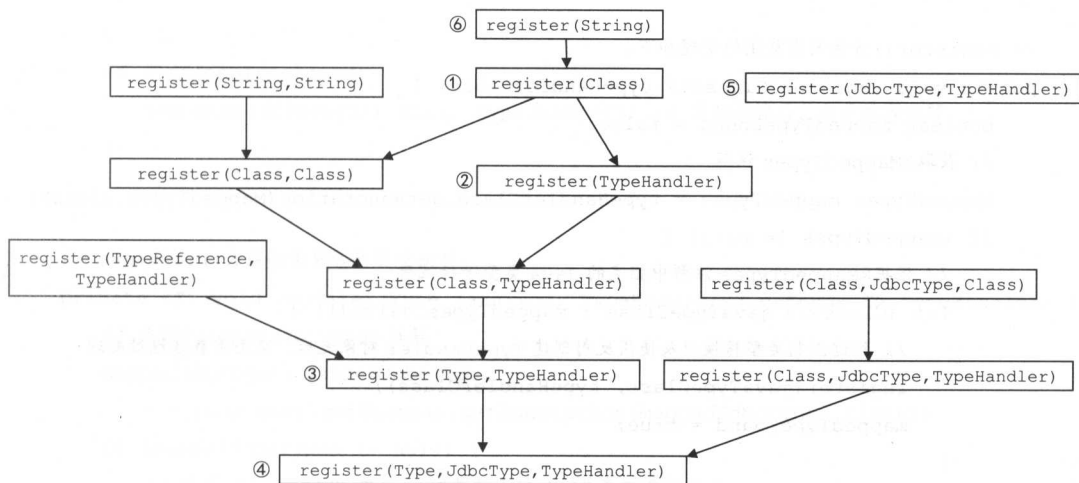 ⑥ register(String)
register(String,String)
① register(Class)
⑤ register(JdbcType,TypeHandler)
register(Class,Class)
② register(TypeHandler)
register(TypeReference,
TypeHandler)
register(Class,TypeHandler)
register(Class,JdbcType,Class)
③ register(Type,TypeHandler)
register(Class,JdbcType,TypeHandler)
④ register(Type,JdbcType,TypeHandler)